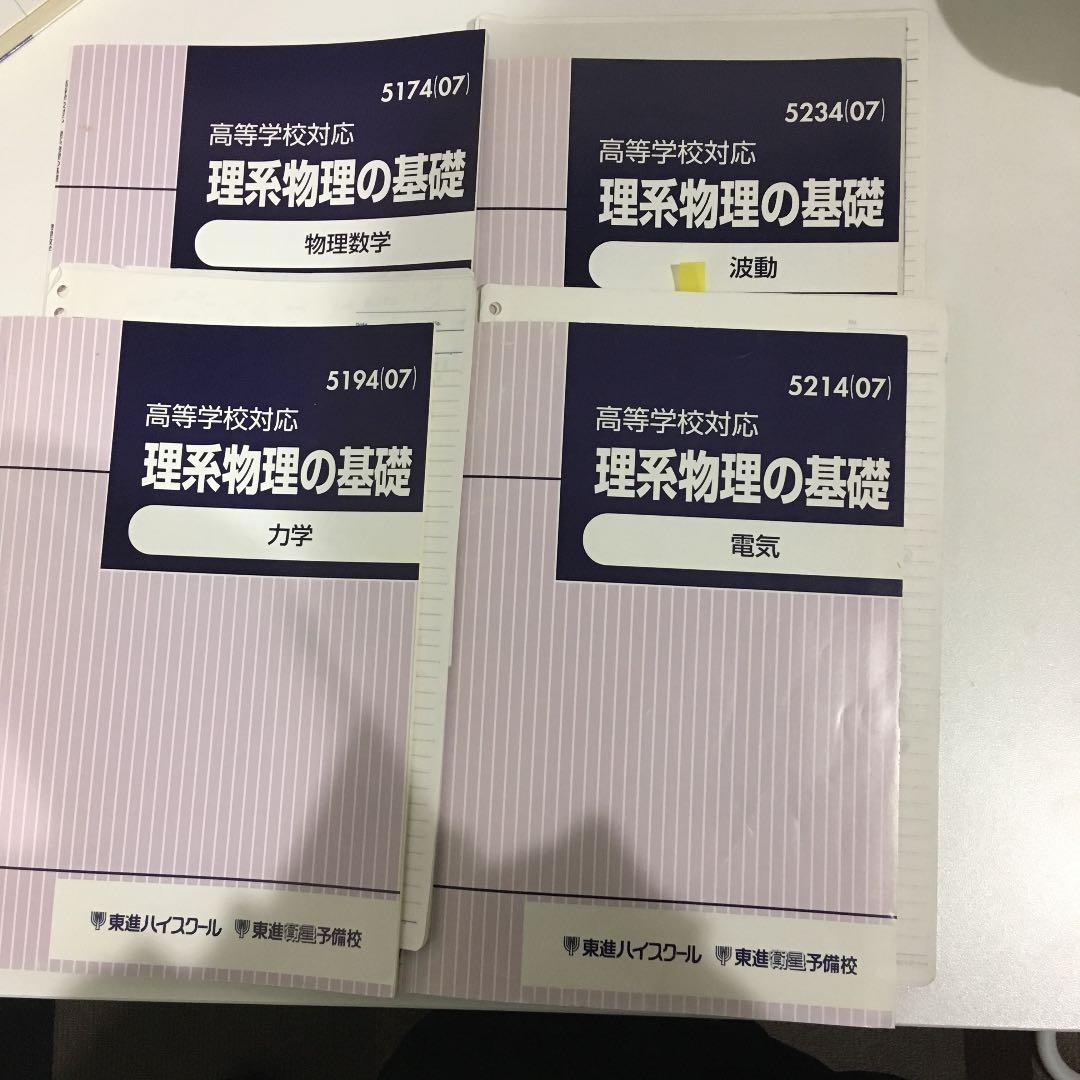 5174(07)
高等学校対応
理系物理の基礎
物理数学
5234(07)
高等学校対応
理系物理の基礎
波動
5194(07)
高等学校対応
理系物理の基礎
力学
東進ハイスクール 東進衛星予備校
5214(07)
高等学校対応
理系物理の基礎
電気
東進ハイスクール 東進衛星予備校